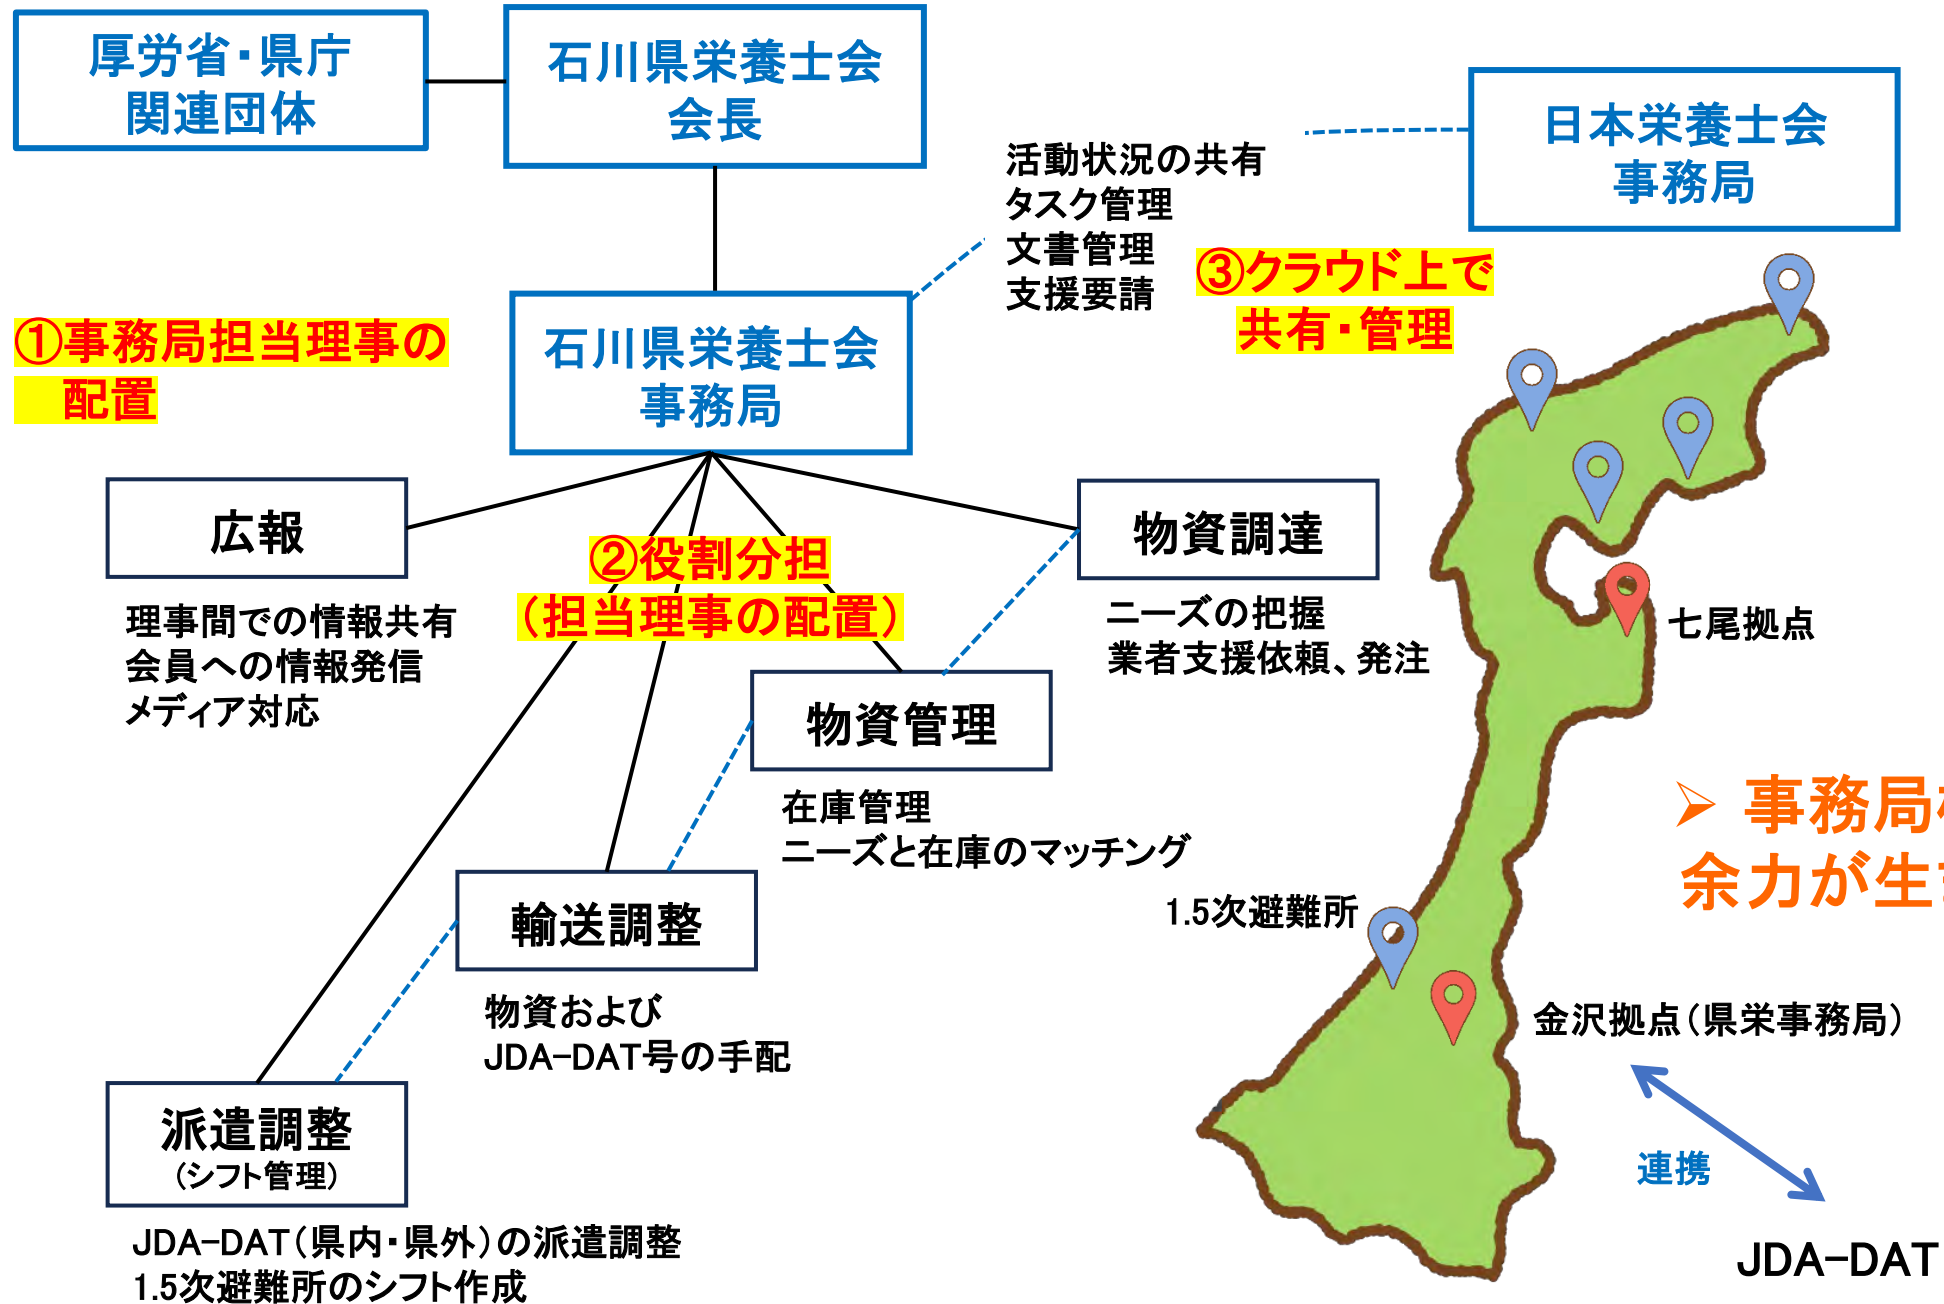 厚労省・県庁
関連団体
石川県栄養士会
会長
日本栄養士会
事務局
活動状況の共有
タスク管理
文書管理
支援要請
③クラウド上で
共有・管理
①事務局担当理事の
配置
石川県栄養士会
事務局
広報
理事間での情報共有
会員への情報発信
メディア対応
②役割分担
(担当理事の配置)
物資調達
ニーズの把握
業者支援依頼、発注
物資管理
在庫管理
ニーズと在庫のマッチング
輸送調整
物資および
JDA-DAT号の手配
派遣調整
(シフト管理)
JDA-DAT(県内・県外)の派遣調整
1.5次避難所のシフト作成
七尾拠点
➢ 事務局
余力が生
1.5次避難所
金沢拠点(県栄事務局)
連携
JDA-DAT